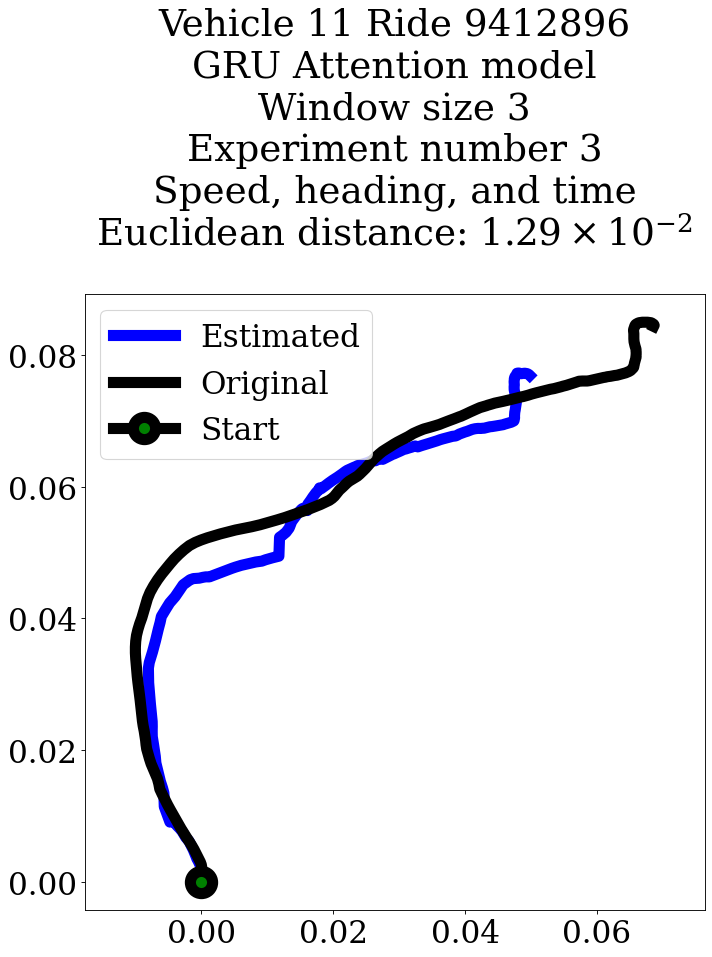 Vehicle 11 Ride 9412896
GRU Attention model
Window size 3
Experiment number 3
Speed, heading, and time
Euclidean distance: 1.29 × 10⁻²
Estimated
Original
Start
0.08
0.06
0.04
0.02
0.00
0.00 0.02 0.04 0.06